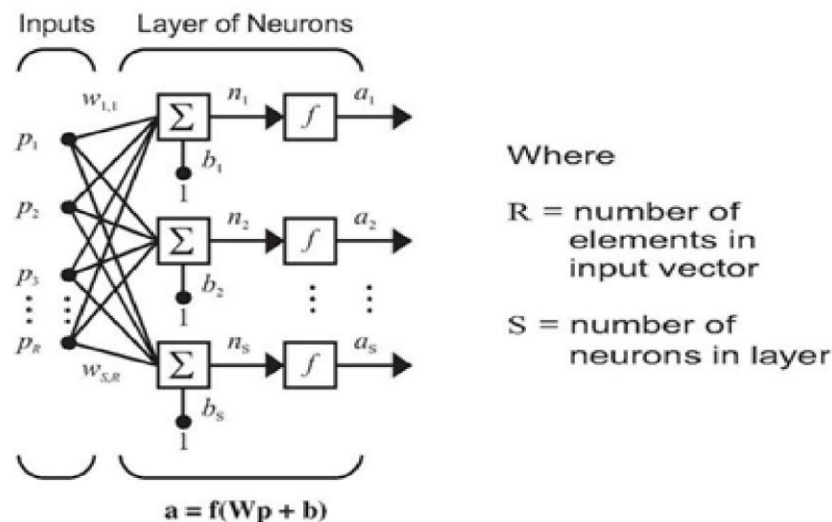 Inputs Layer of Neurons
w1,1 n1 a1
p1 Σ f
b1
1
p2 n2 a2
Σ f
p3 b2
1
pR nS aS
Σ f
wS,R bS
1
a = f(Wp + b)
Where
R = number of
elements in
input vector
S = number of
neurons in layer